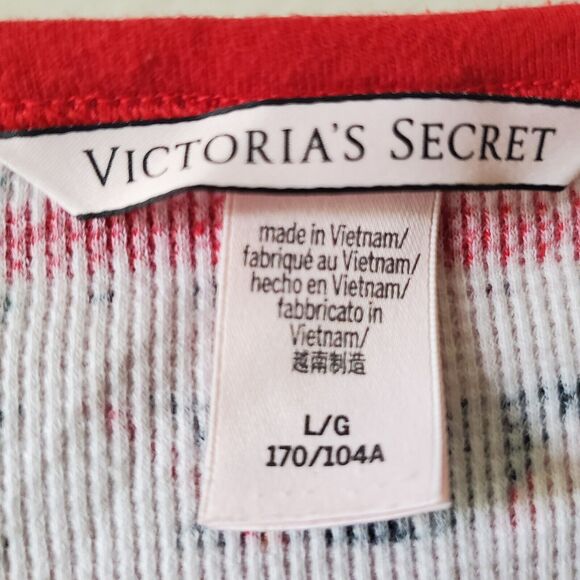 VICTORIA'S SECRET
made in Vietnam/
fabriqué au Vietnam/
hecho en Vietnam/
fabbricato in
Vietnam/
越南制造
L/G
170/104A